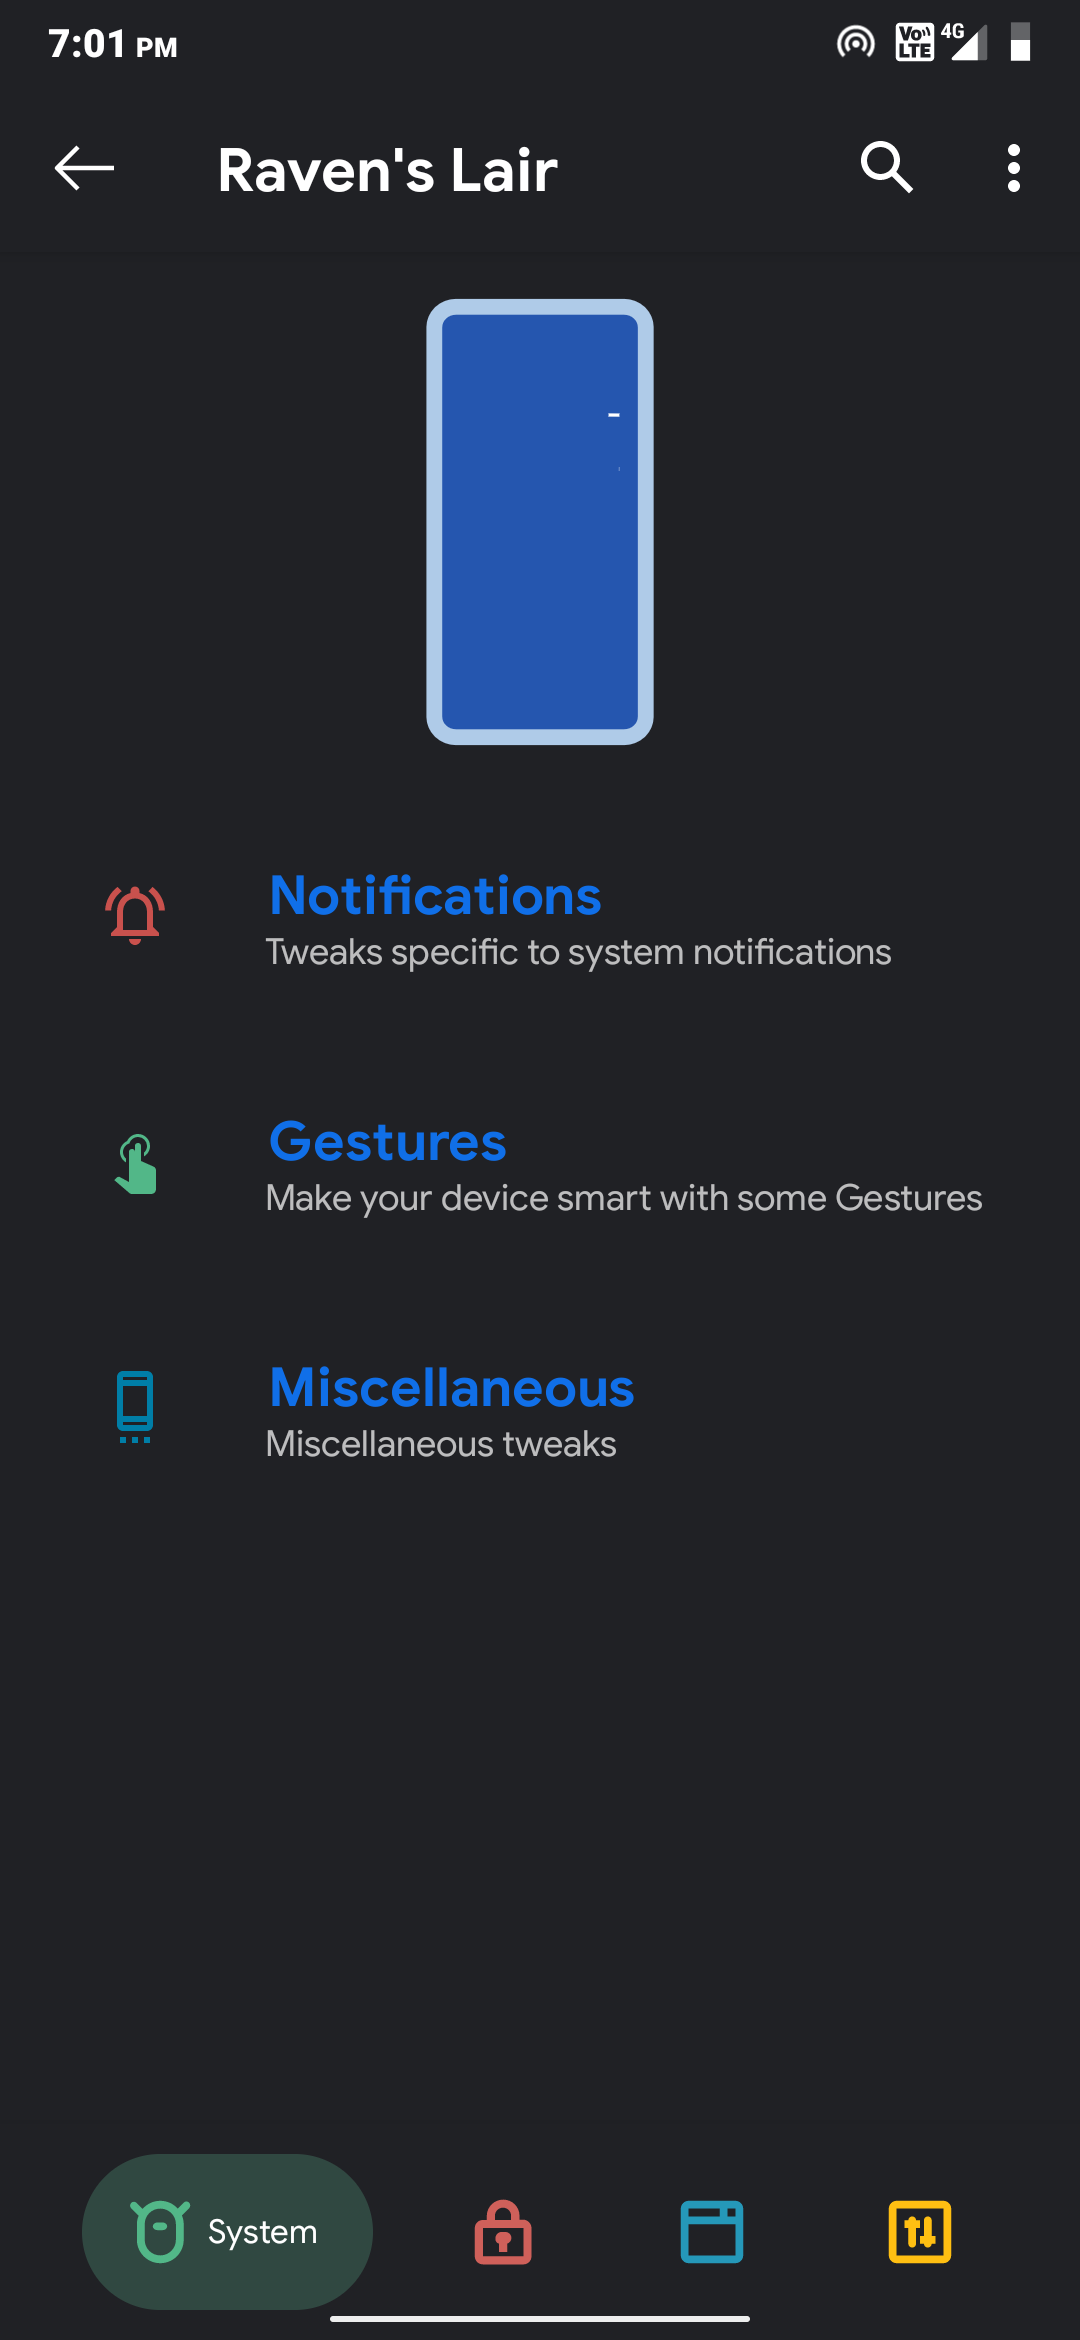 7:01 PM
Vo LTE 4G
Raven's Lair
Notifications
Tweaks specific to system notifications
Gestures
Make your device smart with some Gestures
Miscellaneous
Miscellaneous tweaks
System